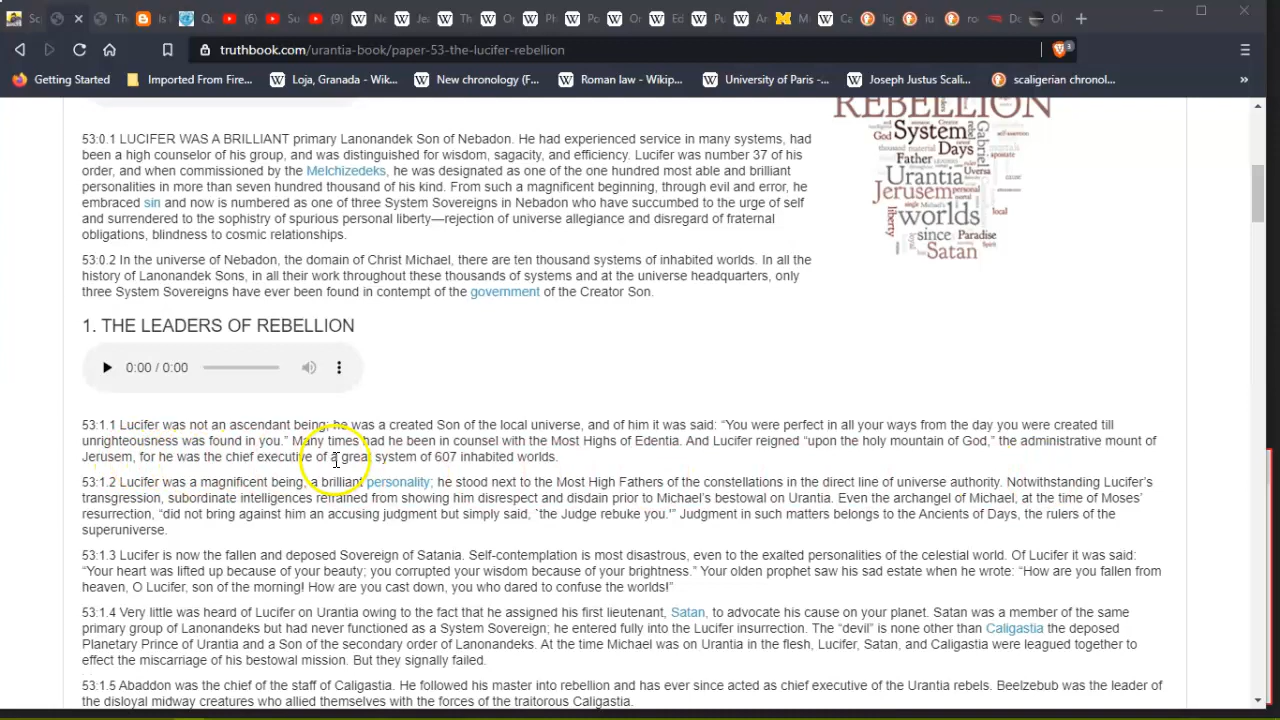 Sc
Th
Is
Qu
Yo
Su
(9)
Ne
Je
Th
Ro
Po
Or
Ed
Ar
M
Ca
lig
iu
ro
Do
Ol
truthbook.com/urantia-book/paper-53-the-lucifer-rebellion
3
Getting Started
Imported From Fire...
Loja, Granada - Wik...
New chronology (F...
Roman law - Wikip...
University of Paris -...
Joseph Justus Scali...
scaligerian chronol...
REBELLION
System
God
Gabriel
Days
Father
Urantia
Jerusem
worlds
liberty
since
local
Paradise
Satan
53:0.1 LUCIFER WAS A BRILLIANT primary Lanonandek Son of Nebadon. He had experienced service in many systems, had
been a high counselor of his group, and was distinguished for wisdom, sagacity, and efficiency. Lucifer was number 37 of his
order, and when commissioned by the Melchizedeks, he was designated as one of the one hundred most able and brilliant
personalities in more than seven hundred thousand of his kind. From such a magnificent beginning, through evil and error, he
embraced sin and now is numbered as one of three System Sovereigns in Nebadon who have succumbed to the urge of self
and surrendered to the sophistry of spurious personal liberty—rejection of universe allegiance and disregard of fraternal
obligations, blindness to cosmic relationships.
53:0.2 In the universe of Nebadon, the domain of Christ Michael, there are ten thousand systems of inhabited worlds. In all the
history of Lanonandek Sons, in all their work throughout these thousands of systems and at the universe headquarters, only
three System Sovereigns have ever been found in contempt of the government of the Creator Son.
1. THE LEADERS OF REBELLION
0:00 / 0:00
53:1.1 Lucifer was not an ascendant being; he was a created Son of the local universe, and of him it was said: “You were perfect in all your ways from the day you were created till
unrighteousness was found in you.” Many times had he been in counsel with the Most Highs of Edentia. And Lucifer reigned “upon the holy mountain of God,” the administrative mount of
Jerusem, for he was the chief executive of a great system of 607 inhabited worlds.
53:1.2 Lucifer was a magnificent being, a brilliant personality; he stood next to the Most High Fathers of the constellations in the direct line of universe authority. Notwithstanding Lucifer’s
transgression, subordinate intelligences refrained from showing him disrespect and disdain prior to Michael’s bestowal on Urantia. Even the archangel of Michael, at the time of Moses’
resurrection, “did not bring against him an accusing judgment but simply said, `the Judge rebuke you.'” Judgment in such matters belongs to the Ancients of Days, the rulers of the
superuniverse.
53:1.3 Lucifer is now the fallen and deposed Sovereign of Satania. Self-contemplation is most disastrous, even to the exalted personalities of the celestial world. Of Lucifer it was said:
“Your heart was lifted up because of your beauty; you corrupted your wisdom because of your brightness.” Your olden prophet saw his sad estate when he wrote: “How are you fallen from
heaven, O Lucifer, son of the morning! How are you cast down, you who dared to confuse the worlds!”
53:1.4 Very little was heard of Lucifer on Urantia owing to the fact that he assigned his first lieutenant, Satan, to advocate his cause on your planet. Satan was a member of the same
primary group of Lanonandeks but had never functioned as a System Sovereign; he entered fully into the Lucifer insurrection. The “devil” is none other than Caligastia the deposed
Planetary Prince of Urantia and a Son of the secondary order of Lanonandeks. At the time Michael was on Urantia in the flesh, Lucifer, Satan, and Caligastia were leagued together to
effect the miscarriage of his bestowal mission. But they signally failed.
53:1.5 Abaddon was the chief of the staff of Caligastia. He followed his master into rebellion and has ever since acted as chief executive of the Urantia rebels. Beelzebub was the leader of
the disloyal midway creatures who allied themselves with the forces of the traitorous Caligastia.